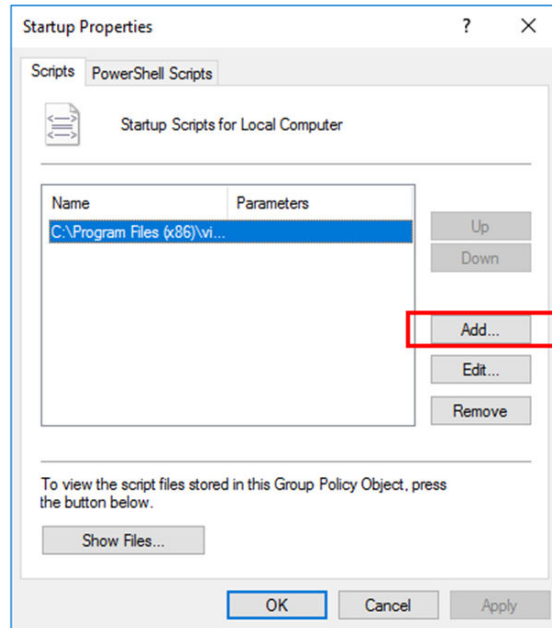 Startup Properties
? ×
Scripts
PowerShell Scripts
Startup Scripts for Local Computer
Name
Parameters
C:\Program Files (x86)\vi...
Up
Down
Add...
Edit...
Remove
To view the script files stored in this Group Policy Object, press
the button below.
Show Files...
OK
Cancel
Apply